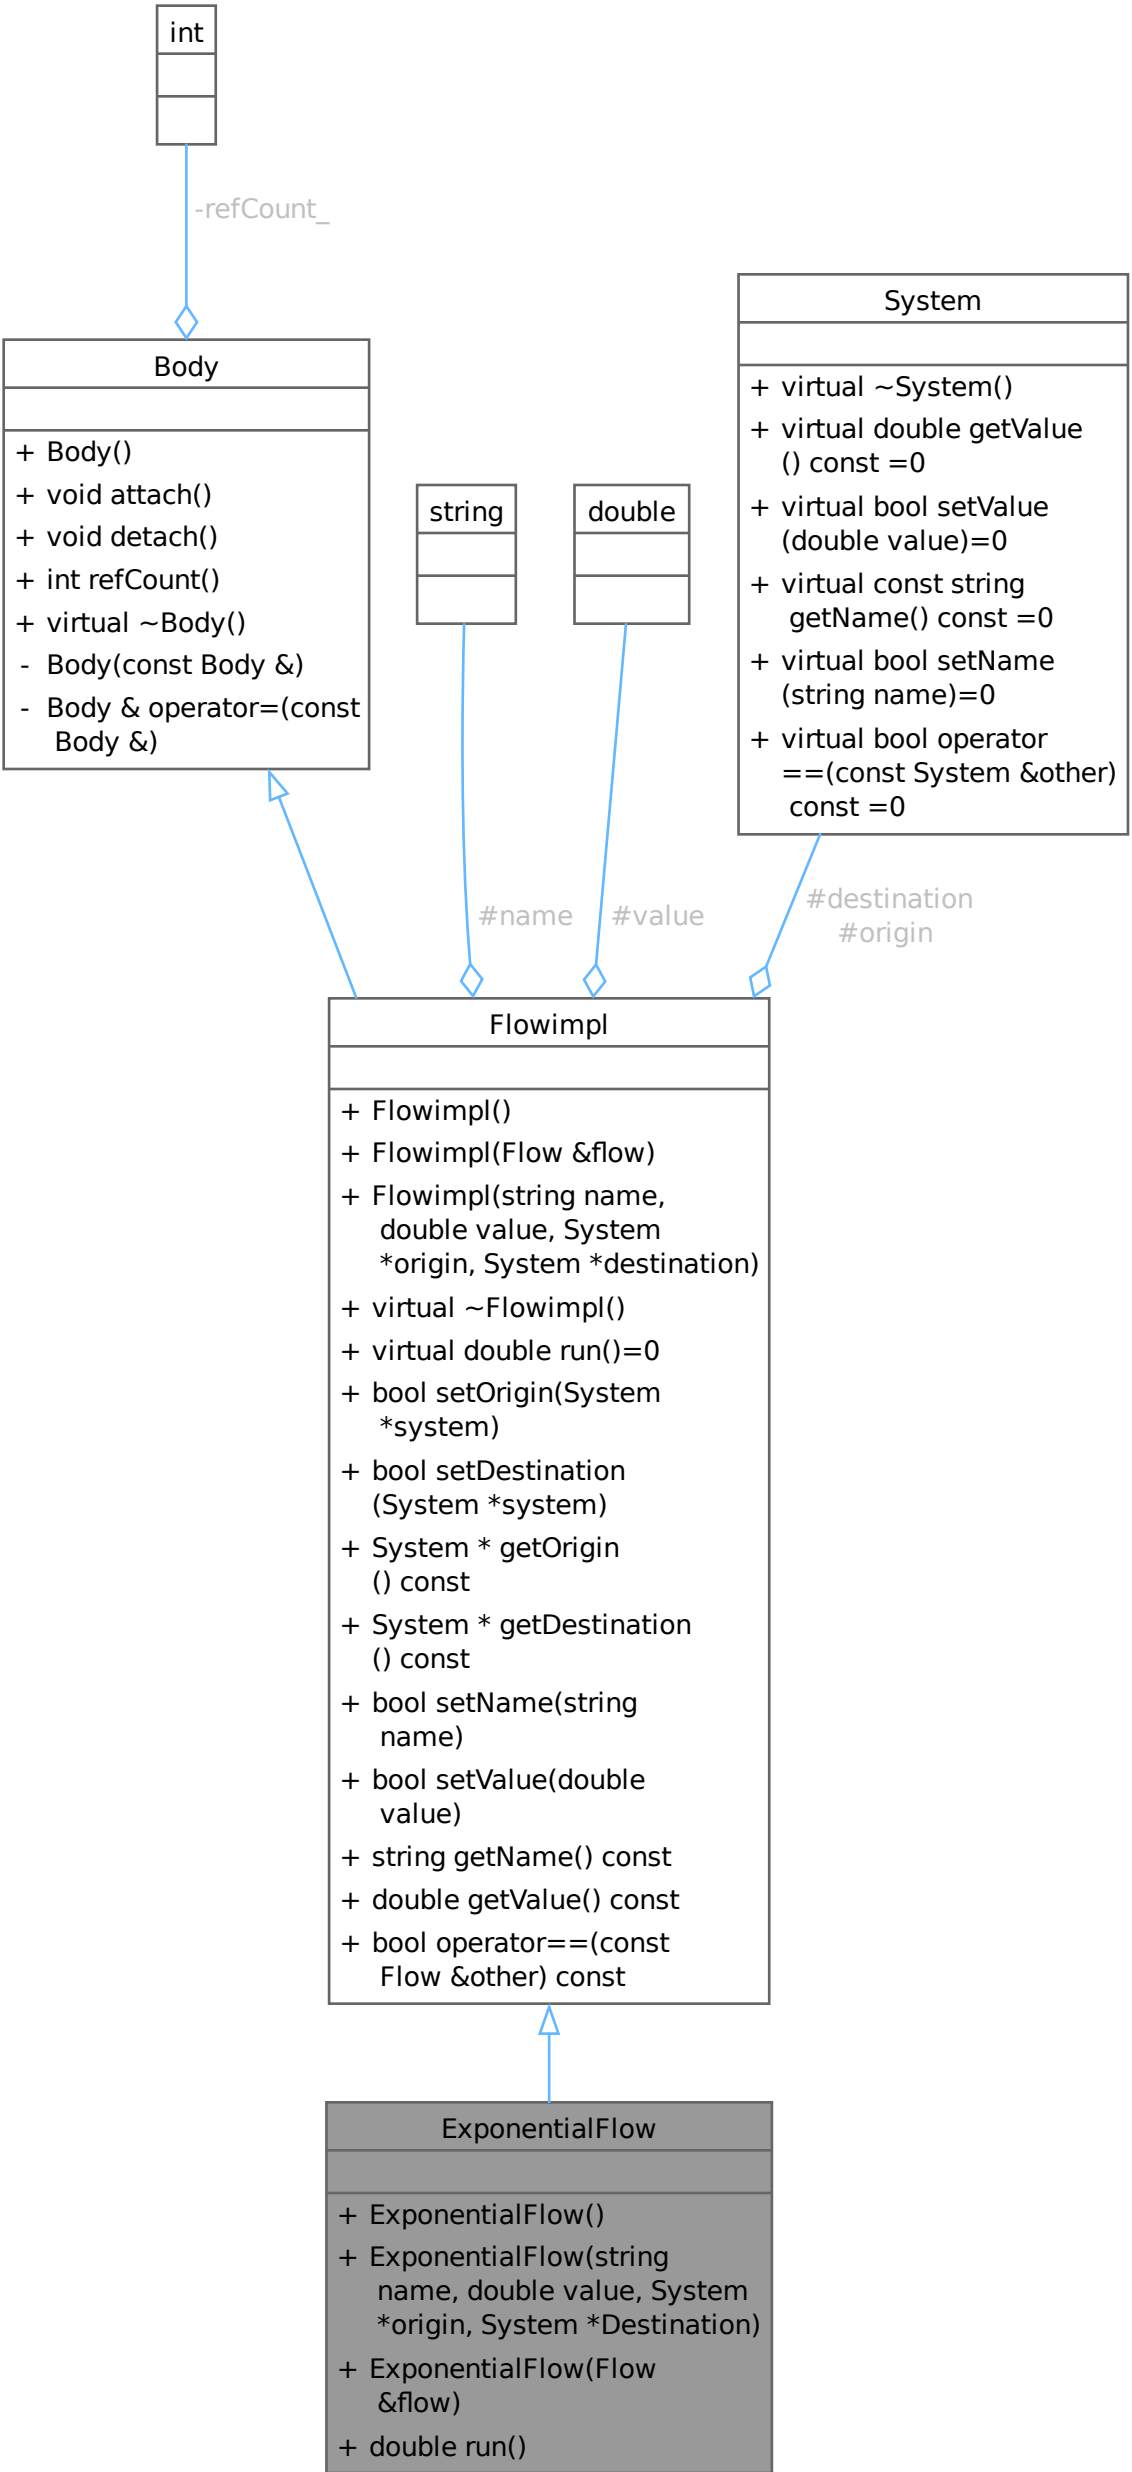 int
-refCount_
System
+ virtual ~System()
+ virtual double getValue
() const =0
+ virtual bool setValue
(double value)=0
+ virtual const string
getName() const =0
+ virtual bool setName
(string name)=0
+ virtual bool operator
==(const System &other)
const =0
Body
+ Body()
+ void attach()
+ void detach()
+ int refCount()
+ virtual ~Body()
- Body(const Body &)
- Body & operator=(const
Body &)
string
double
#name
#value
#destination
#origin
Flowimpl
+ Flowimpl()
+ Flowimpl(Flow &flow)
+ Flowimpl(string name,
double value, System
*origin, System *destination)
+ virtual ~Flowimpl()
+ virtual double run()=0
+ bool setOrigin(System
*system)
+ bool setDestination
(System *system)
+ System * getOrigin
() const
+ System * getDestination
() const
+ bool setName(string
name)
+ bool setValue(double
value)
+ string getName() const
+ double getValue() const
+ bool operator==(const
Flow &other) const
ExponentialFlow
+ ExponentialFlow()
+ ExponentialFlow(string
name, double value, System
*origin, System *Destination)
+ ExponentialFlow(Flow
&flow)
+ double run()